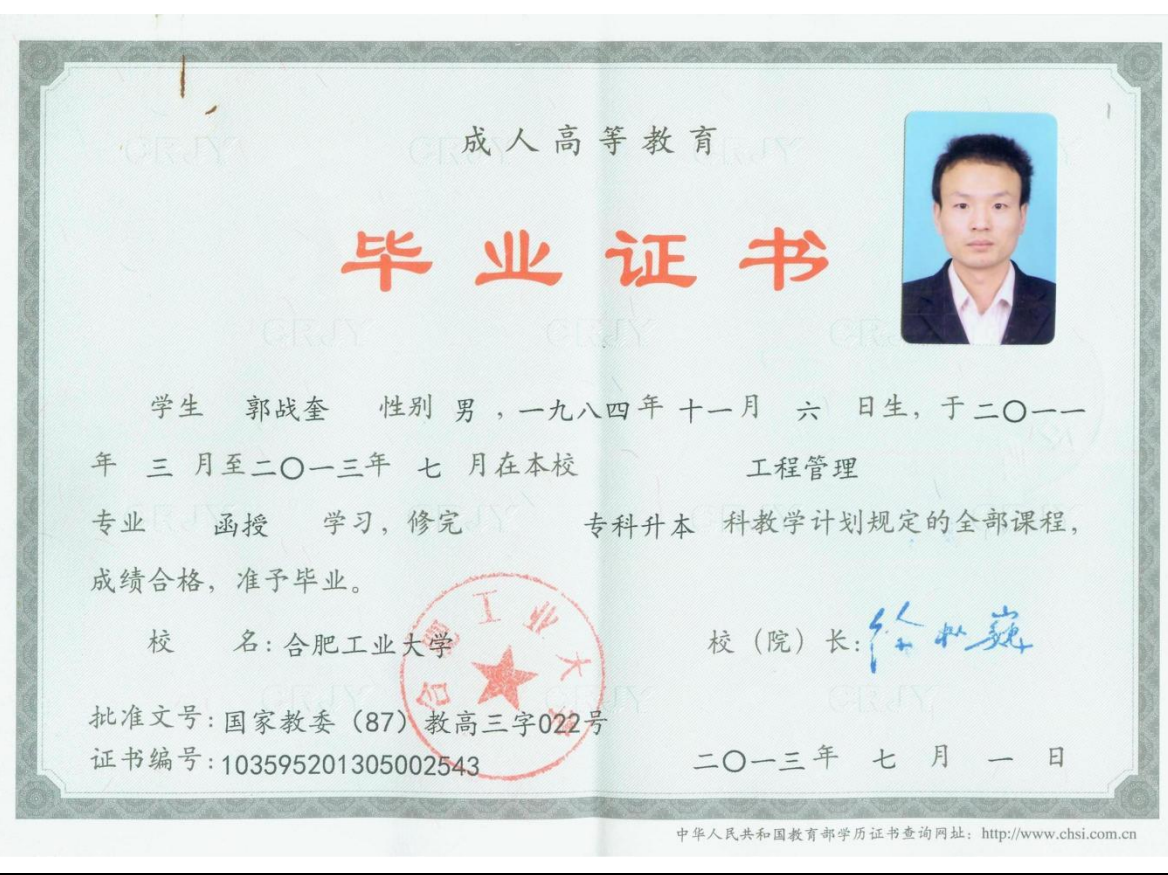 成人高等教育
毕业证书
学生 郭战奎 性别 男 ,一九八四年 十一月 六 日生, 于二〇一一
年 三 月至二〇一三年 七 月在本校 工程管理
专业 函授 学习, 修完 专科升本 科教学计划规定的全部课程,
成绩合格, 准予毕业。
校 名: 合肥工业大学 校 (院) 长:
合肥工业大学
批准文号: 国家教委 (87) 教高三字022号
证书编号: 103595201305002543 二〇一三年 七 月 一 日
中华人民共和国教育部学历证书查询网址: http://www.chsi.com.cn